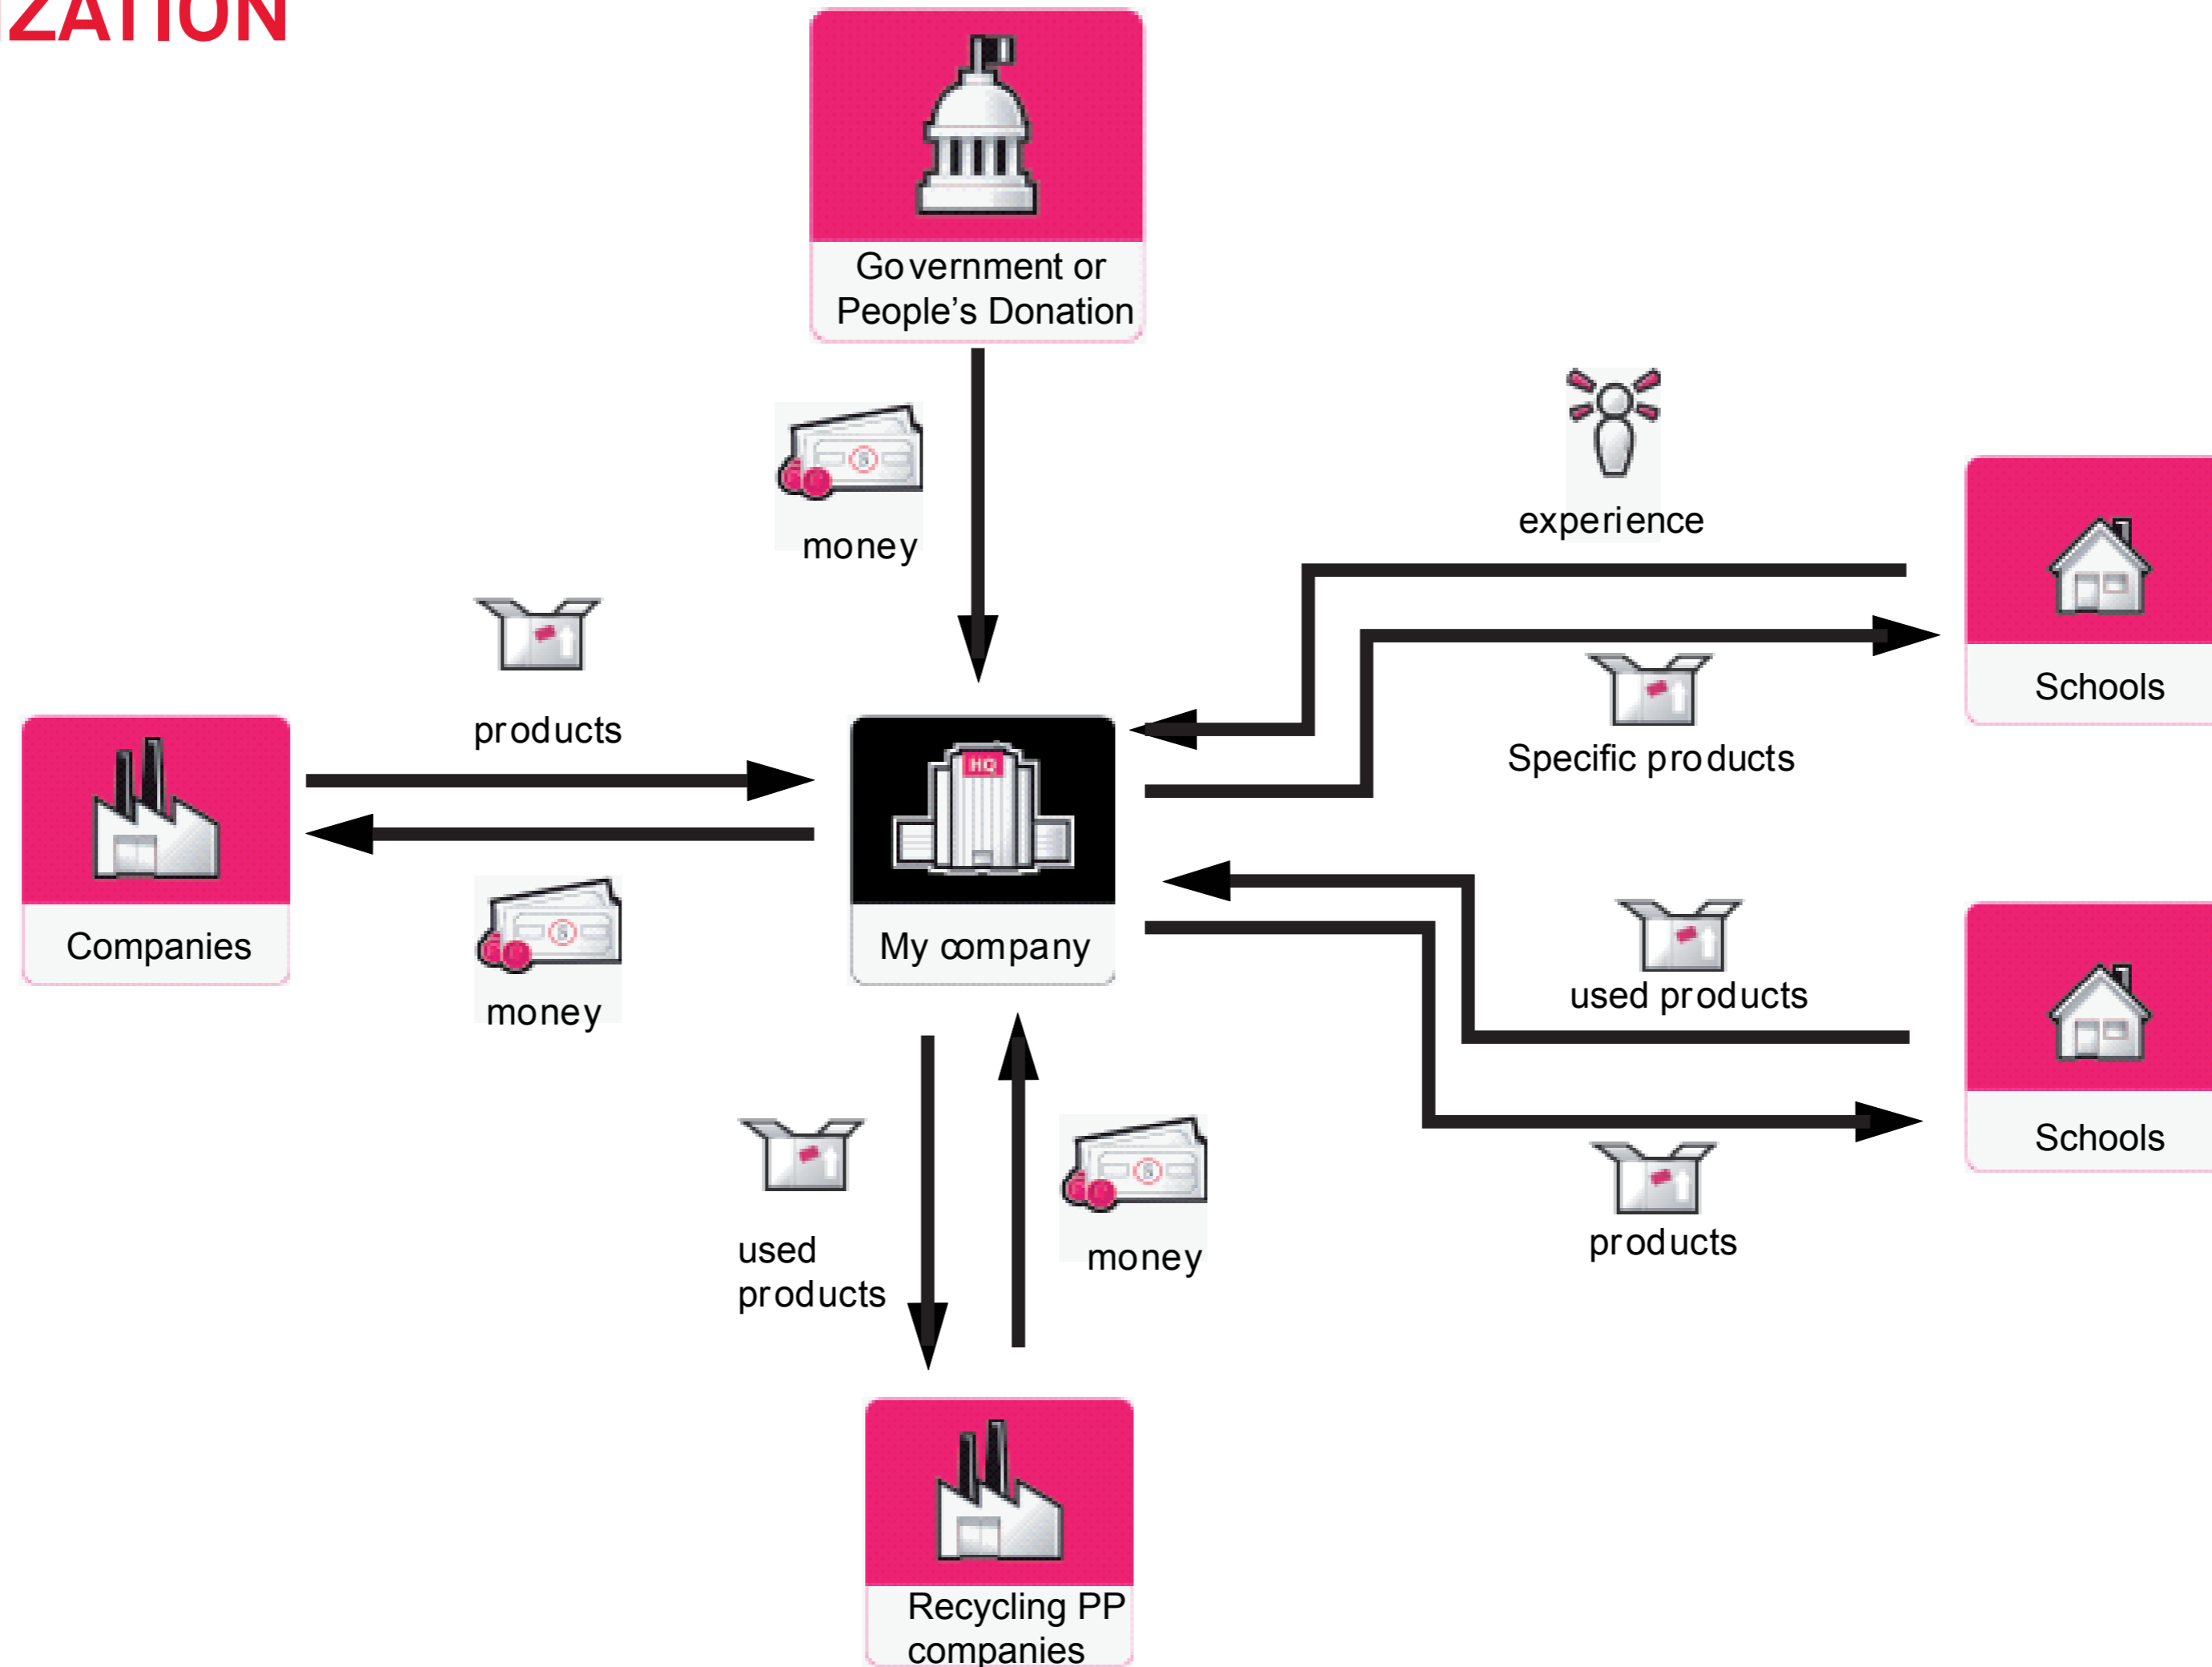 IZATION
Government or
People's Donation
money
experience
Schools
products
Specific products
HQ
Companies
My company
money
used products
Schools
used
products
money
products
Recycling PP
companies